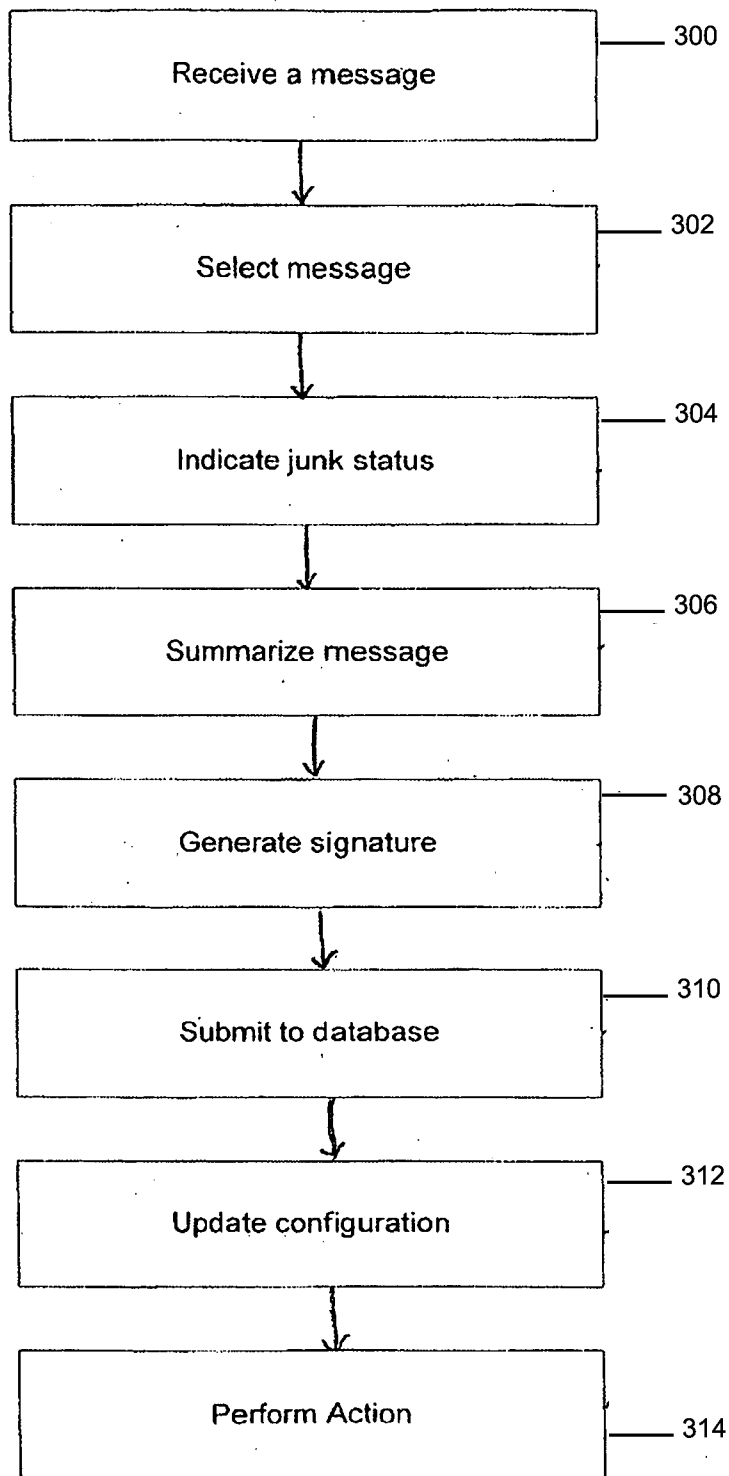 Receive a message
300
Select message
302
Indicate junk status
304
Summarize message
306
Generate signature
308
Submit to database
310
Update configuration
312
Perform Action
314